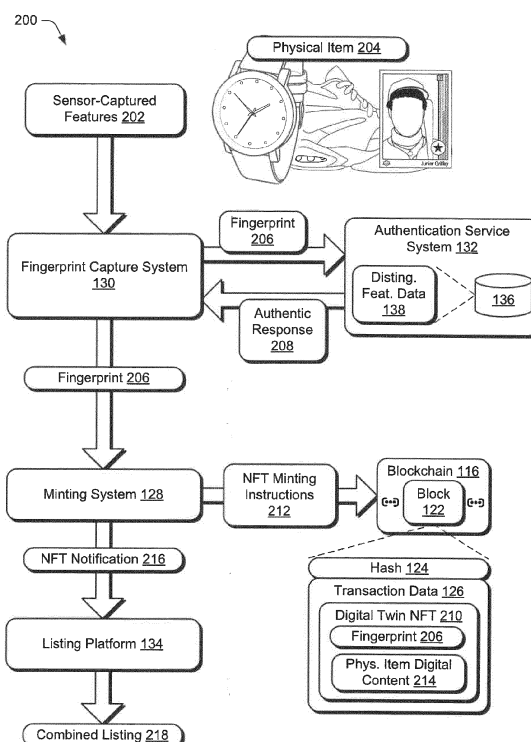 200
Physical Item 204
Sensor-Captured
Features 202
Junior Grifley
Fingerprint
206
Authentication Service
System 132
Fingerprint Capture System
130
Disting.
Feat. Data
138
136
Authentic
Response
208
Fingerprint 206
Minting System 128
NFT Minting
Instructions
212
Blockchain 116
Block
122
NFT Notification 216
Hash 124
Transaction Data 126
Digital Twin NFT 210
Fingerprint 206
Phys. Item Digital
Content 214
Listing Platform 134
Combined Listing 218